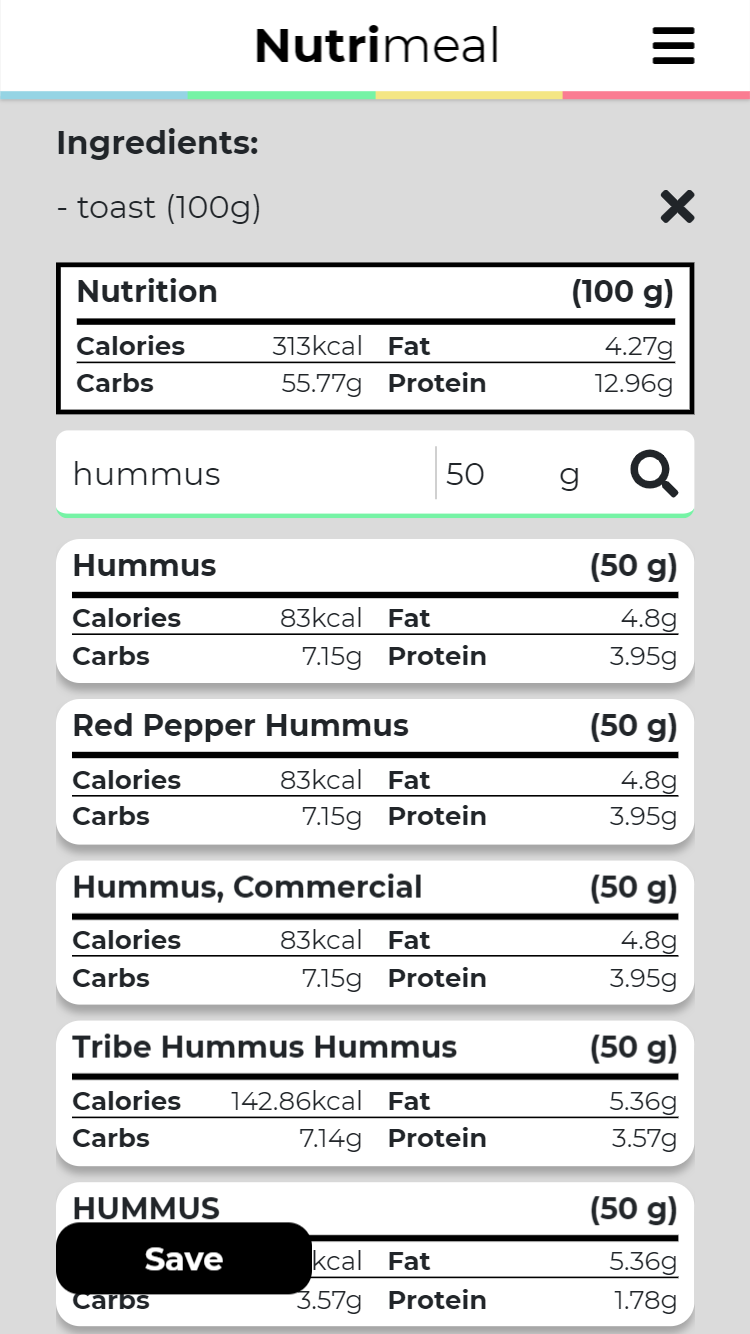 Nutrimeal
Ingredients:
- toast (100g)
Nutrition (100 g)
Calories 313kcal Fat 4.27g
Carbs 55.77g Protein 12.96g
hummus 50 g
Hummus (50 g)
Calories 83kcal Fat 4.8g
Carbs 7.15g Protein 3.95g
Red Pepper Hummus (50 g)
Calories 83kcal Fat 4.8g
Carbs 7.15g Protein 3.95g
Hummus, Commercial (50 g)
Calories 83kcal Fat 4.8g
Carbs 7.15g Protein 3.95g
Tribe Hummus Hummus (50 g)
Calories 142.86kcal Fat 5.36g
Carbs 7.14g Protein 3.57g
HUMMUS (50 g)
Save kcal Fat 5.36g
Carbs 3.57g Protein 1.78g